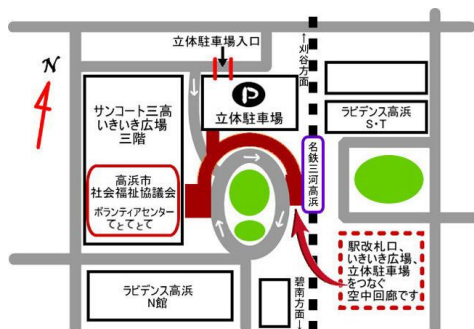 立体駐車場入口
↑刈谷方面
N
サンコート三高
いきいき広場
三階
P
立体駐車場
ラビデンス高浜
S・T
高浜市
社会福祉協議会
ボランティアセンター
てとてとて
名鉄三河高浜
駅改札口、
いきいき広場、
立体駐車場
をつなぐ
空中回廊です
ラビデンス高浜
N館
碧南方面↓